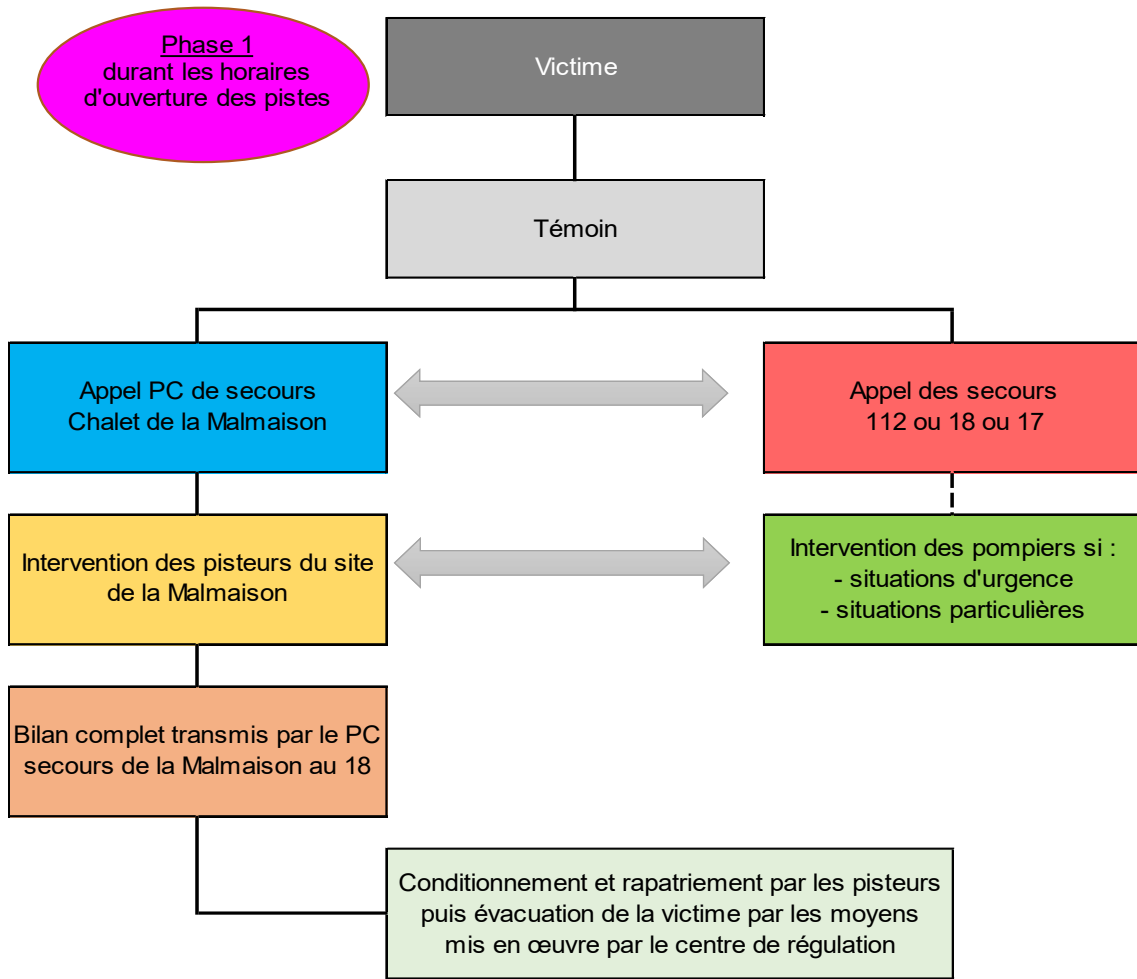 Phase 1
durant les horaires
d'ouverture des pistes
Victime
Témoin
Appel PC de secours
Chalet de la Malmaison
Appel des secours
112 ou 18 ou 17
Intervention des pisteurs du site
de la Malmaison
Intervention des pompiers si :
- situations d'urgence
- situations particulières
Bilan complet transmis par le PC
secours de la Malmaison au 18
Conditionnement et rapatriement par les pisteurs
puis évacuation de la victime par les moyens
mis en œuvre par le centre de régulation